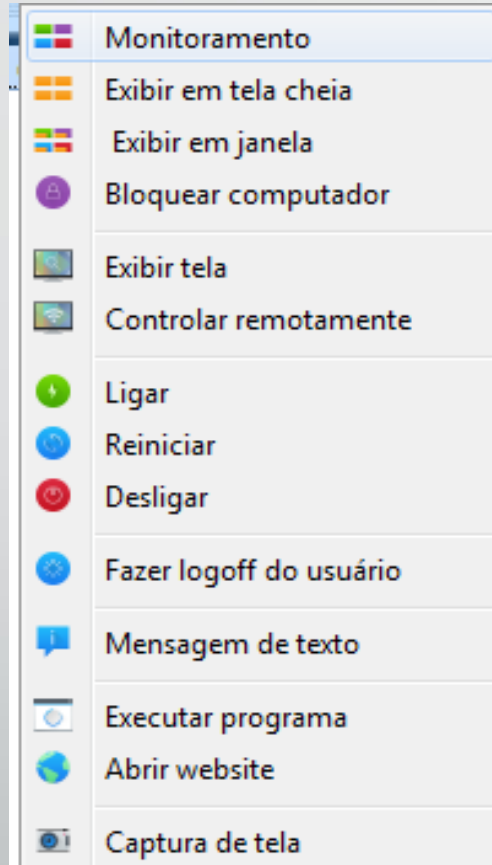 Monitoramento
Exibir em tela cheia
Exibir em janela
Bloquear computador
Exibir tela
Controlar remotamente
Ligar
Reiniciar
Desligar
Fazer logoff do usuário
Mensagem de texto
Executar programa
Abrir website
Captura de tela